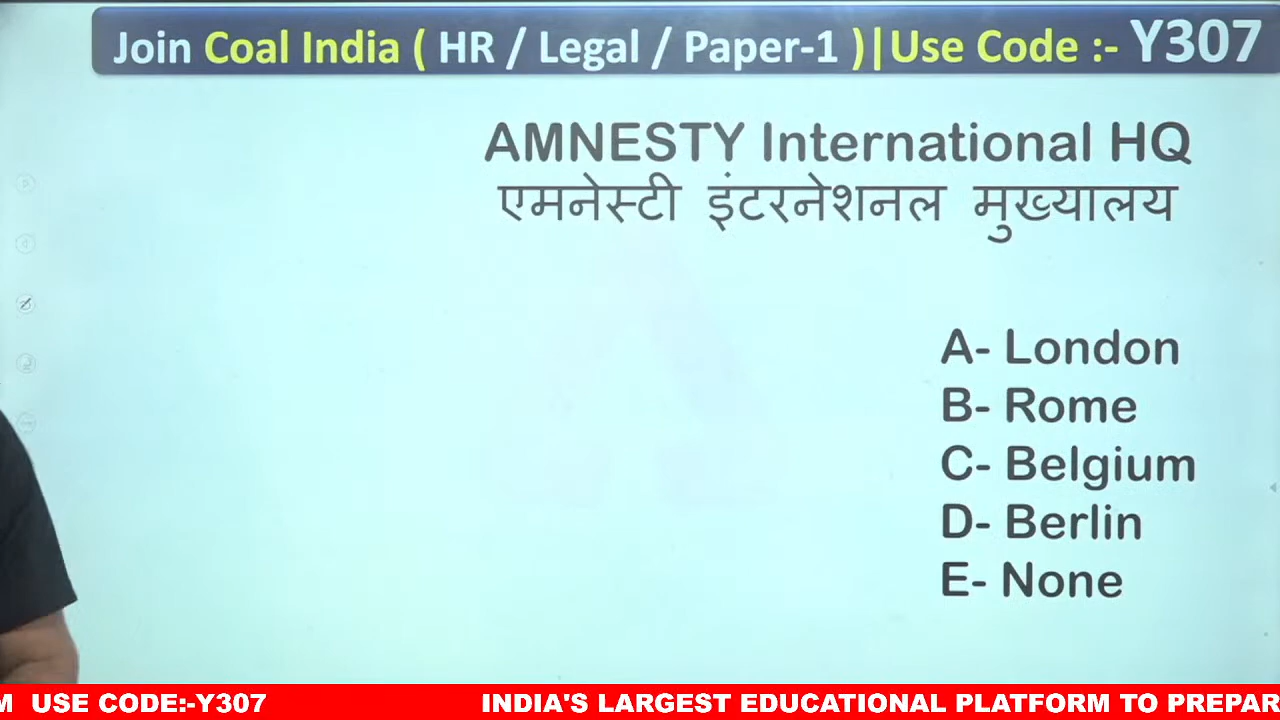 Join Coal India ( HR / Legal / Paper-1 )|Use Code :- Y307
AMNESTY International HQ
एमनेस्टी इंटरनेशनल मुख्यालय
A- London
B- Rome
C- Belgium
D- Berlin
E- None
M USE CODE:-Y307 INDIA'S LARGEST EDUCATIONAL PLATFORM TO PREPAR